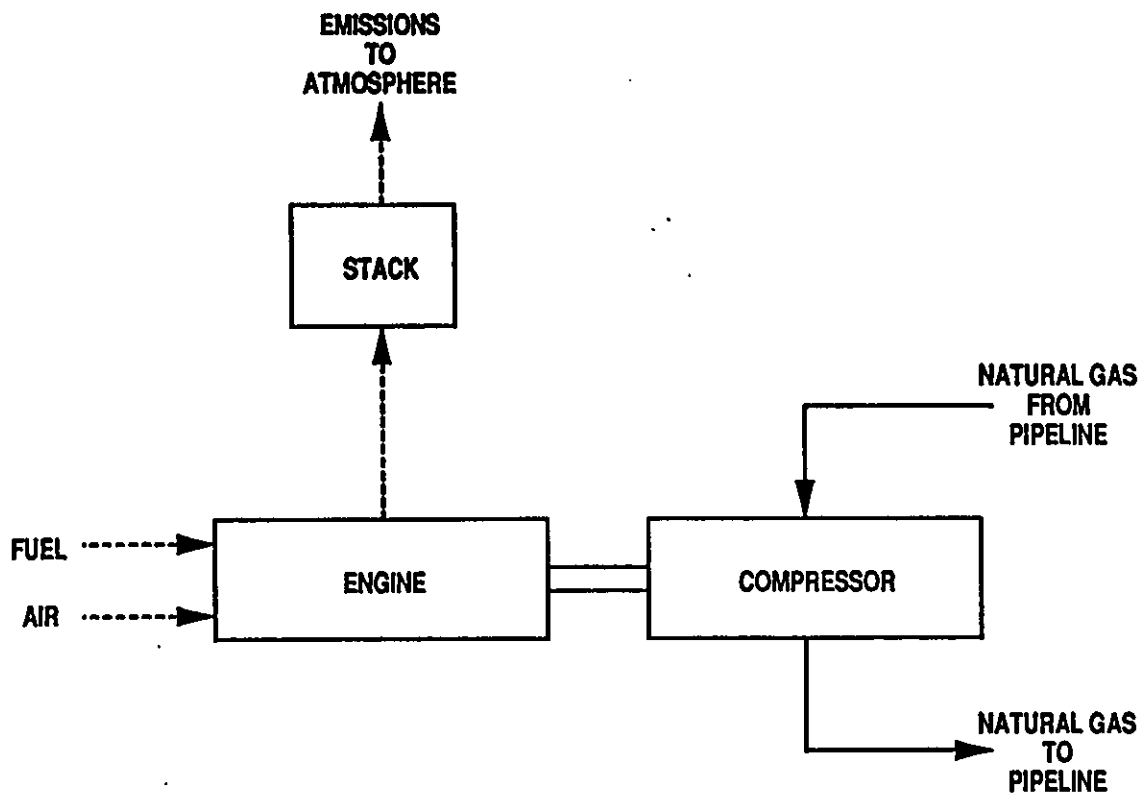 EMISSIONS
TO
ATMOSPHERE
STACK
NATURAL GAS
FROM
PIPELINE
FUEL
AIR
ENGINE
COMPRESSOR
NATURAL GAS
TO
PIPELINE